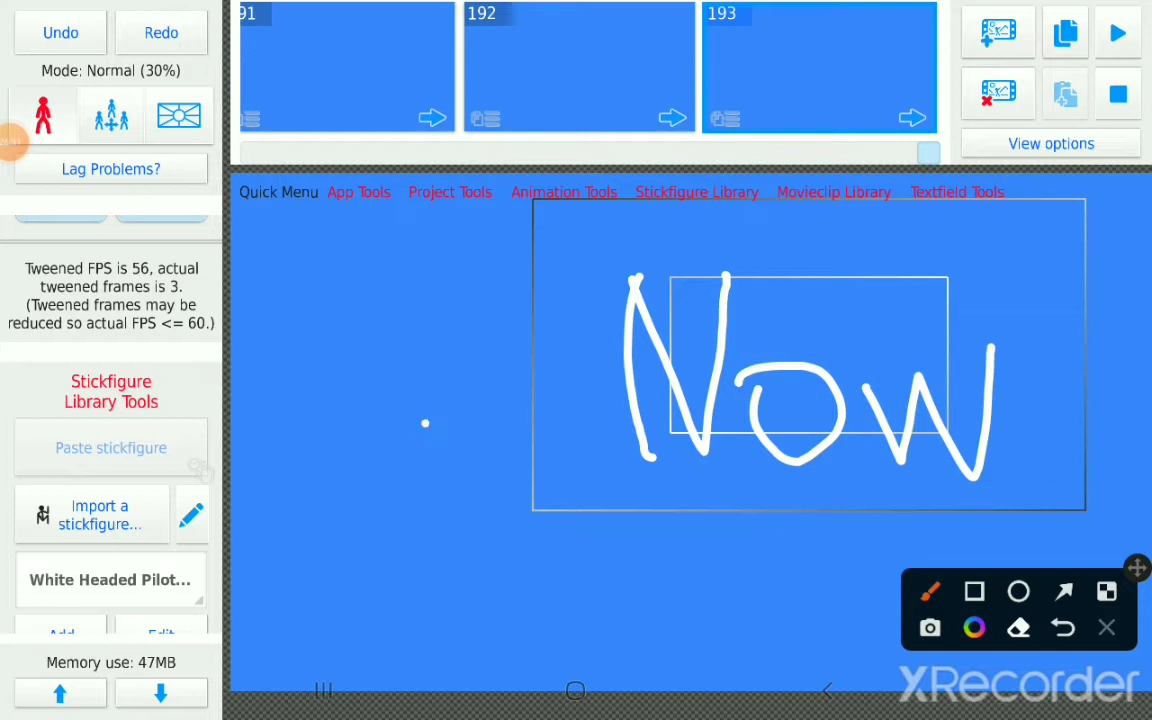 Undo
Redo
Mode: Normal (30%)
Lag Problems?
Tweened FPS is 56, actual
tweened frames is 3.
(Tweened frames may be
reduced so actual FPS <= 60.)
Stickfigure
Library Tools
Paste stickfigure
Import a
stickfigure...
White Headed Pilot...
Add
Edit
Memory use: 47MB
91
192
193
View options
Quick Menu App Tools Project Tools Animation Tools Stickfigure Library Movieclip Library Textfield Tools
Now
XRecorder